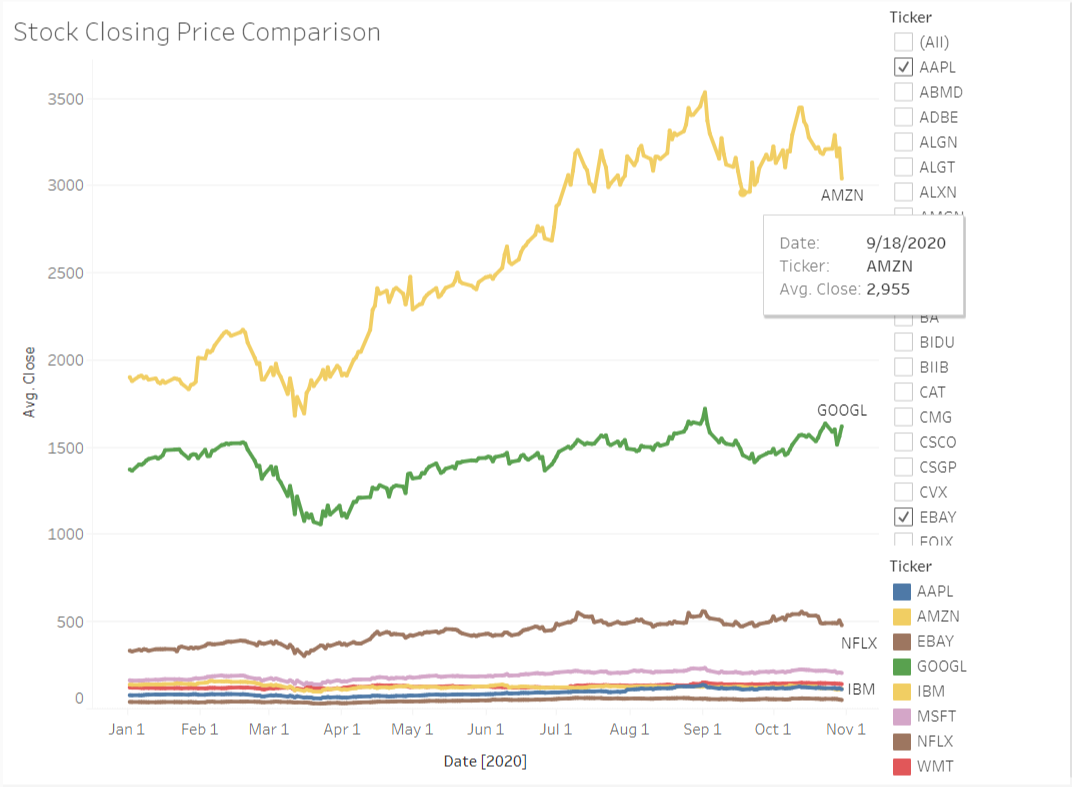 Stock Closing Price Comparison
Ticker
(All)
AAPL
ABMD
ADBE
ALGN
ALGT
ALXN
AMGN
BA
BIDU
BIIB
CAT
CMG
CSCO
CSGP
CVX
EBAY
EQIX
3500
3000
2500
2000
1500
1000
500
0
Avg. Close
AMZN
Date: 9/18/2020
Ticker: AMZN
Avg. Close: 2,955
GOOGL
NFLX
IBM
Jan 1 Feb 1 Mar 1 Apr 1 May 1 Jun 1 Jul 1 Aug 1 Sep 1 Oct 1 Nov 1
Date [2020]
Ticker
AAPL
AMZN
EBAY
GOOGL
IBM
MSFT
NFLX
WMT